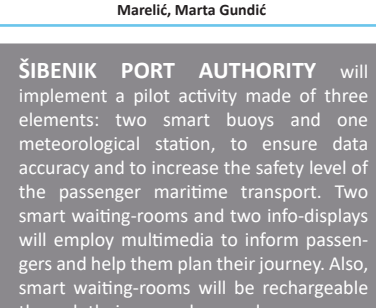 Marelić, Marta Gundić
ŠIBENIK PORT AUTHORITY will
implement a pilot activity made of three
elements: two smart buoys and one
meteorological station, to ensure data
accuracy and to increase the safety level of
the passenger maritime transport. Two
smart waiting-rooms and two info-displays
will employ multimedia to inform passen-
gers and help them plan their journey. Also,
smart waiting-rooms will be rechargeable